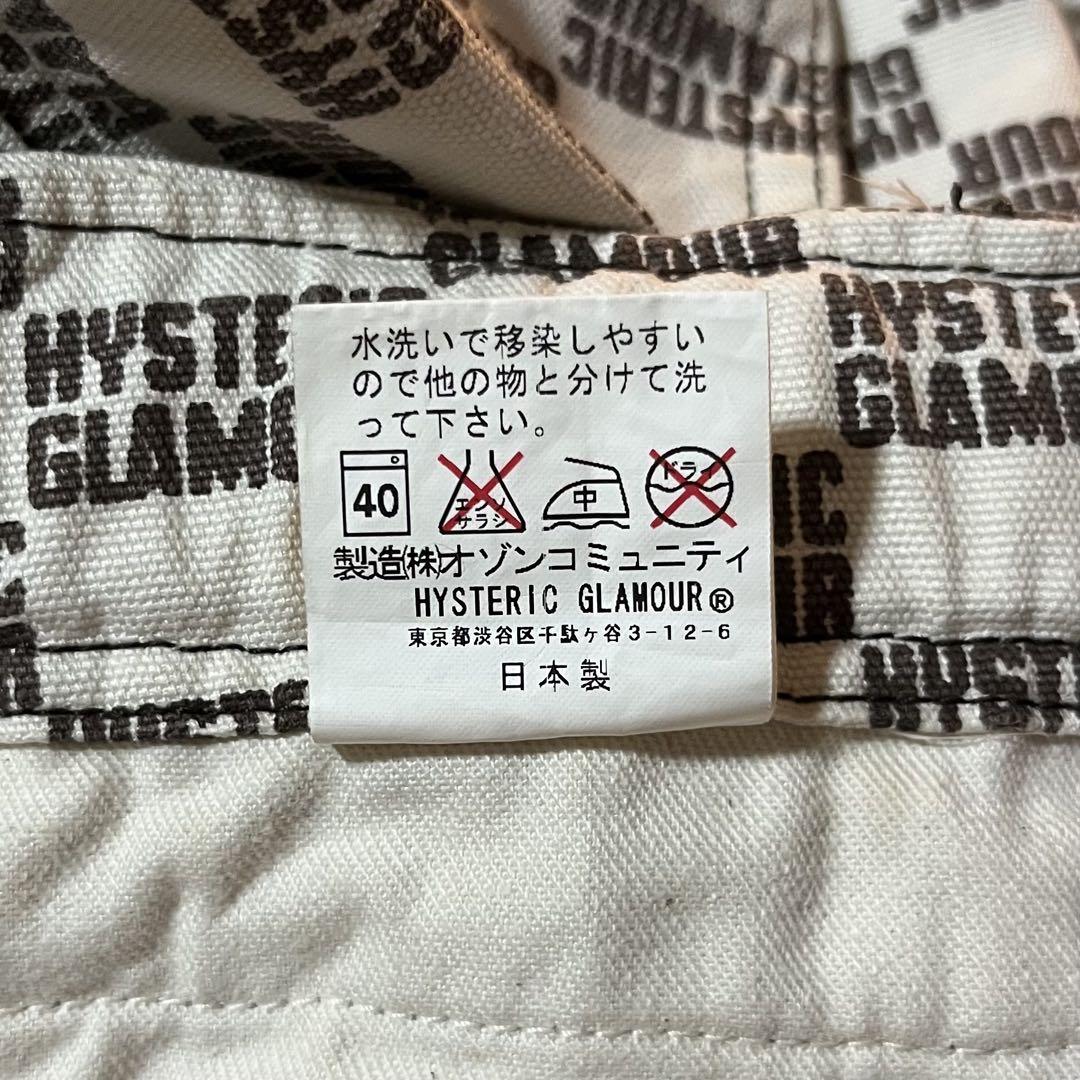 HYSTERIC GLAMOUR
HYSTERIC
GLAMOUR
HYSTERIC
GLAMOUR
水洗いで移染しやすい
ので他の物と分けて洗
って下さい。
40
エンソ
サラシ
中
ドライ
製造(株)オゾンコミュニティ
HYSTERIC GLAMOUR®
東京都渋谷区千駄ヶ谷3-12-6
日本製